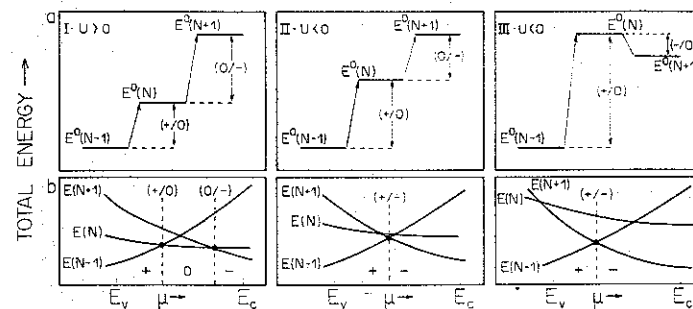 a
TOTAL ENERGY →
I · U > 0
E⁰(N+1)
(0/−)
E⁰(N)
(+/0)
E⁰(N−1)
II · U < 0
E⁰(N+1)
(0/−)
E⁰(N)
(+/0)
E⁰(N−1)
III · U < 0
E⁰(N)
(−/0)
E⁰(N+1)
(+/0)
E⁰(N−1)
b
E(N+1)
(+/0)
(0/−)
E(N)
E(N−1)
+ 0 −
E(N+1)
(+/−)
E(N)
E(N−1)
+ −
E(N+1)
(+/−)
E(N)
E(N−1)
+ −
Eᵥ μ → E꜀
Eᵥ μ → E꜀
Eᵥ μ → E꜀